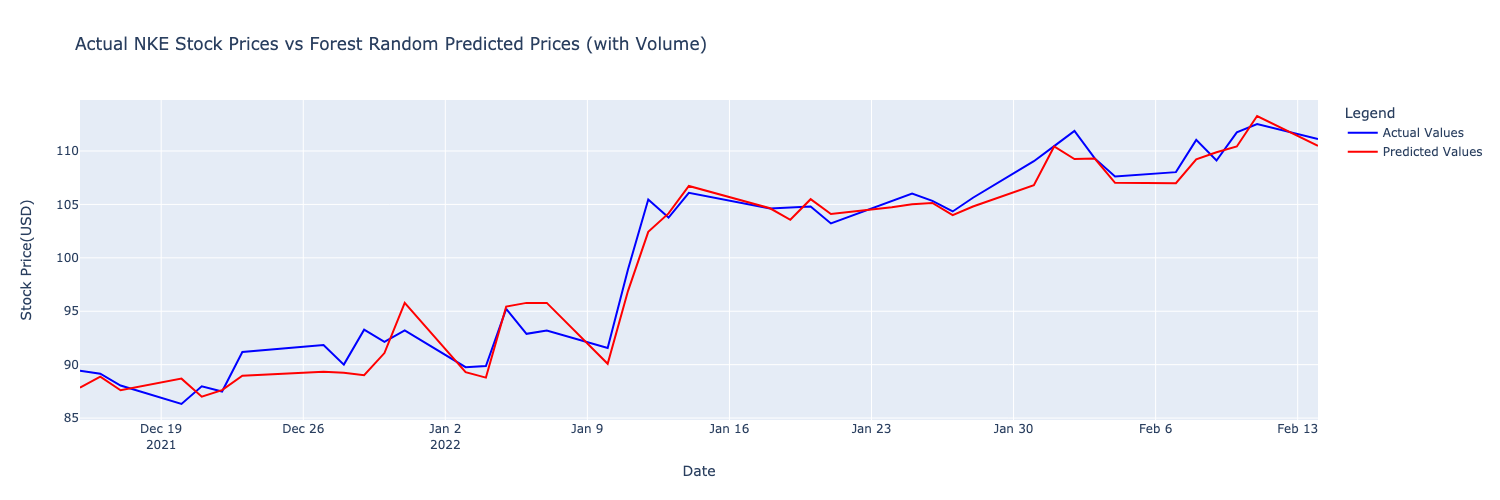 Actual NKE Stock Prices vs Forest Random Predicted Prices (with Volume)
Legend
Actual Values
Predicted Values
Stock Price(USD)
110
105
100
95
90
85
Dec 19
2021
Dec 26
Jan 2
2022
Jan 9
Jan 16
Jan 23
Jan 30
Feb 6
Feb 13
Date